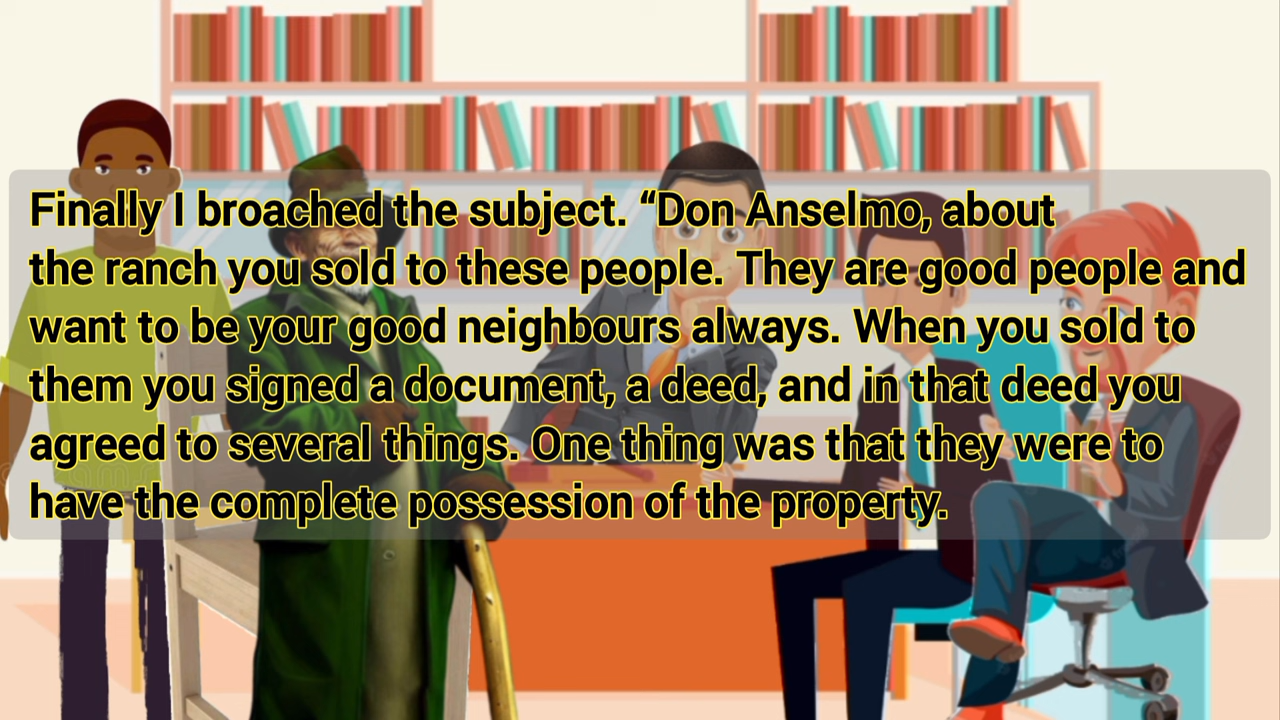 Finally I broached the subject. “Don Anselmo, about
the ranch you sold to these people. They are good people and
want to be your good neighbours always. When you sold to
them you signed a document, a deed, and in that deed you
agreed to several things. One thing was that they were to
have the complete possession of the property.